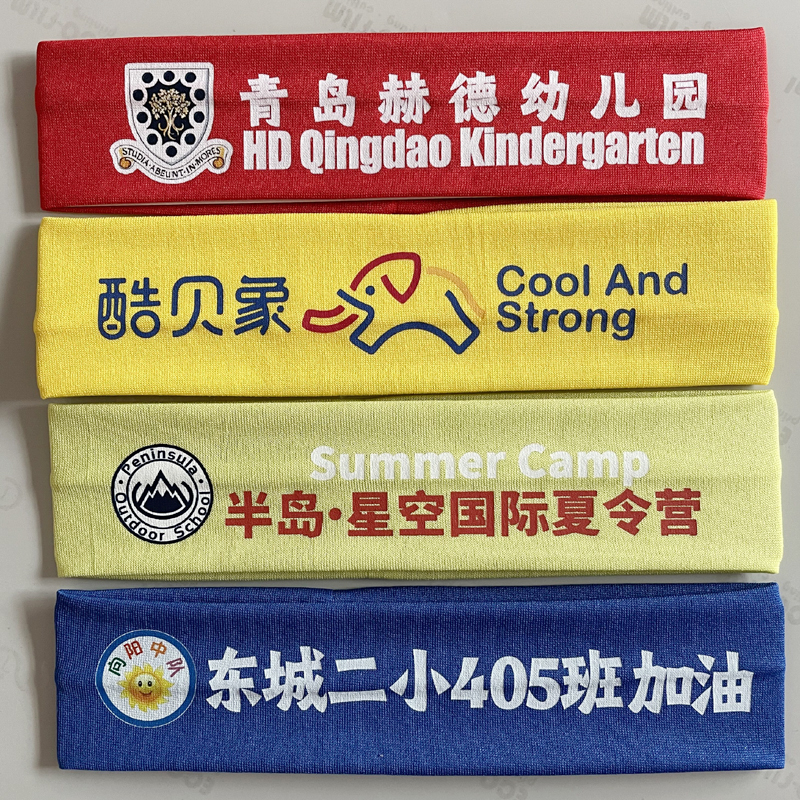 青岛赫德幼儿园
HD Qingdao Kindergarten
STUDIA·ABEUNT·IN·MORES
酷贝象
Cool And
Strong
Peninsula
Outdoor School
Summer Camp
半岛·星空国际夏令营
向阳中队
东城二小405班加油